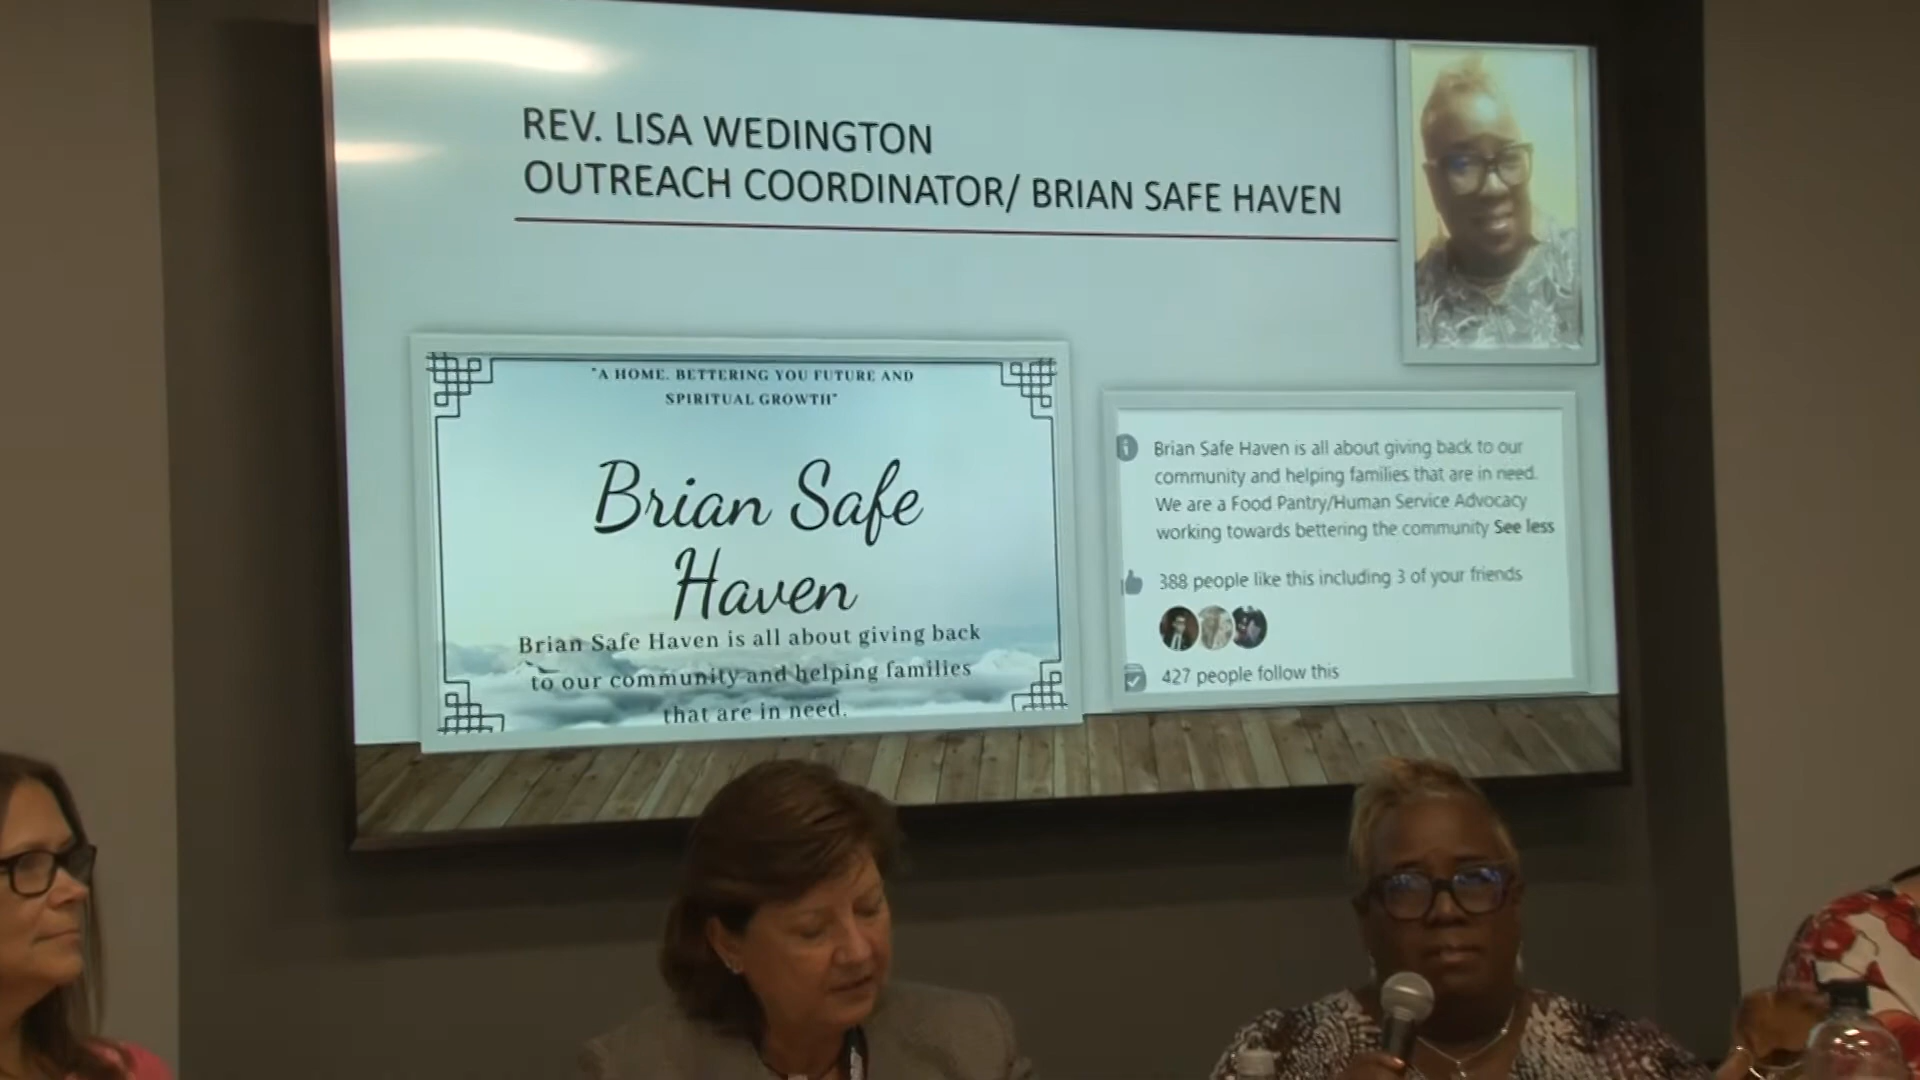 REV. LISA WEDINGTON
OUTREACH COORDINATOR/ BRIAN SAFE HAVEN
"A HOME. BETTERING YOU FUTURE AND
SPIRITUAL GROWTH"
Brian Safe
Haven
Brian Safe Haven is all about giving back
to our community and helping families
that are in need.
Brian Safe Haven is all about giving back to our
community and helping families that are in need.
We are a Food Pantry/Human Service Advocacy
working towards bettering the community See less
388 people like this including 3 of your friends
427 people follow this